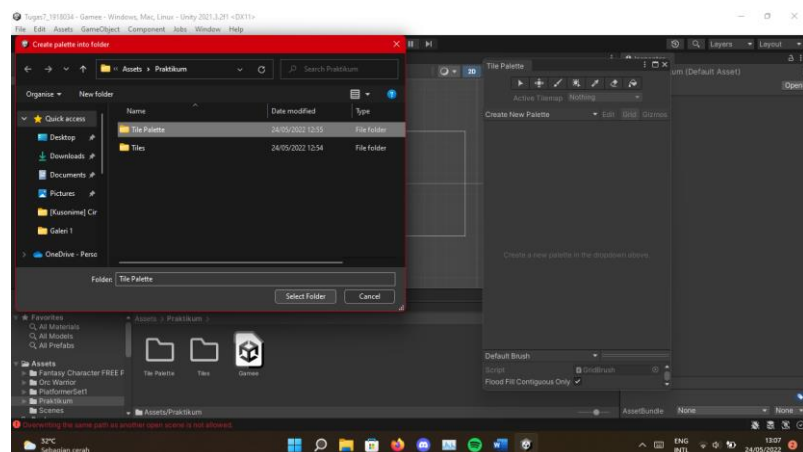 Tugas7_1918034 - Games - Windows, Mac, Linux - Unity 2021.3.2f1 <DX11>
File Edit Assets GameObject Component Jobs Window Help
Create palette into folder
Layers Layout
Assets Praktikum
Search Praktikum
2D
Tile Palette
um (Default Asset)
Open
Organise New folder
Active Tilemap Nothing
Name Date modified Type
Create New Palette Edit Grid Gizmos
Quick access
Tile Palette 24/05/2022 12:55 File folder
Desktop
Tiles 24/05/2022 12:54 File folder
Downloads
Documents
Pictures
[Kusonime] Cir
Galeri 1
OneDrive - Perso
Create a new palette in the dropdown above.
Folder: Tile Palette
Select Folder Cancel
Favorites
All Materials
All Models
All Prefabs
Assets > Praktikum >
Assets
Fantasy Character FREE F
Orc Warrior
PlatformerSet1
Praktikum
Scenes
Tile Palette Tiles Games
Default Brush
Script GridBrush
Flood Fill Contiguous Only
Assets/Praktikum
AssetBundle None None
Overwriting the same path as another open scene is not allowed.
32°C
Sebagian cerah
ENG
INTL
13:07
24/05/2022